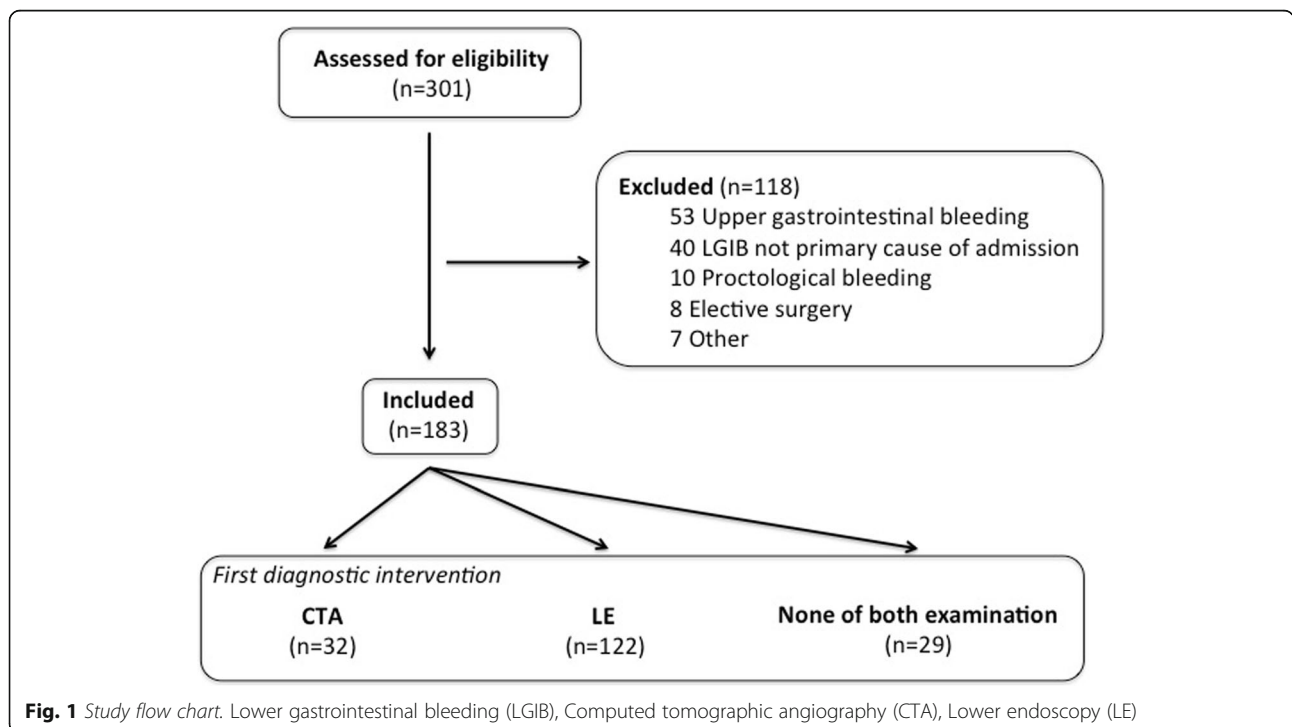 Assessed for eligibility
(n=301)
Excluded (n=118)
53 Upper gastrointestinal bleeding
40 LGIB not primary cause of admission
10 Proctological bleeding
8 Elective surgery
7 Other
Included
(n=183)
First diagnostic intervention
CTA
(n=32)
LE
(n=122)
None of both examination
(n=29)
Fig. 1 Study flow chart. Lower gastrointestinal bleeding (LGIB), Computed tomographic angiography (CTA), Lower endoscopy (LE)